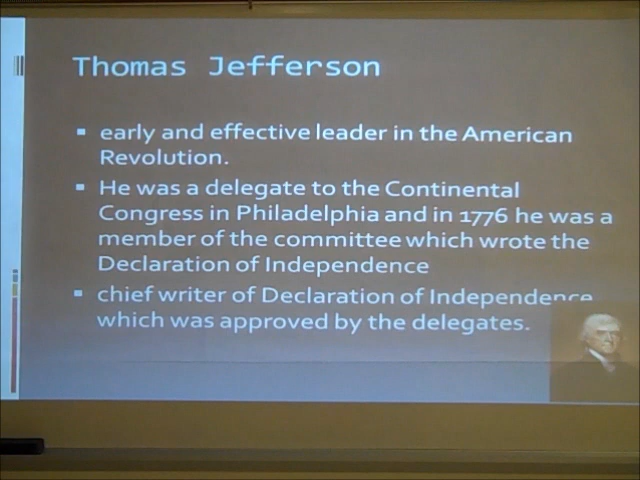 Thomas Jefferson
▪ early and effective leader in the American
Revolution.
▪ He was a delegate to the Continental
Congress in Philadelphia and in 1776 he was a
member of the committee which wrote the
Declaration of Independence
▪ chief writer of Declaration of Independence
which was approved by the delegates.